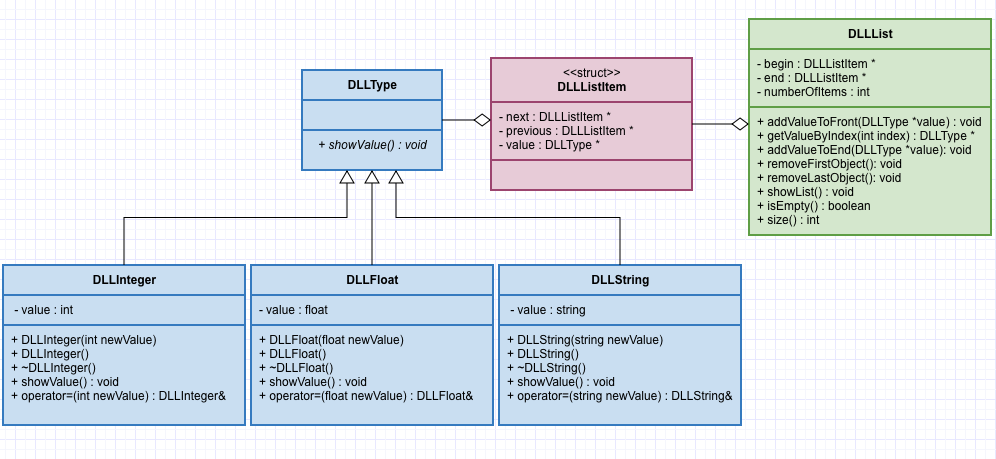 DLLType
+ showValue() : void
<<struct>>
DLLListItem
- next : DLLListItem *
- previous : DLLListItem *
- value : DLLType *
DLLList
- begin : DLLListItem *
- end : DLLListItem *
- numberOfItems : int
+ addValueToFront(DLLType *value) : void
+ getValueByIndex(int index) : DLLType *
+ addValueToEnd(DLLType *value): void
+ removeFirstObject(): void
+ removeLastObject(): void
+ showList() : void
+ isEmpty() : boolean
+ size() : int
DLLInteger
- value : int
+ DLLInteger(int newValue)
+ DLLInteger()
+ ~DLLInteger()
+ showValue() : void
+ operator=(int newValue) : DLLInteger&
DLLFloat
- value : float
+ DLLFloat(float newValue)
+ DLLFloat()
+ ~DLLFloat()
+ showValue() : void
+ operator=(float newValue) : DLLFloat&
DLLString
- value : string
+ DLLString(string newValue)
+ DLLString()
+ ~DLLString()
+ showValue() : void
+ operator=(string newValue) : DLLString&